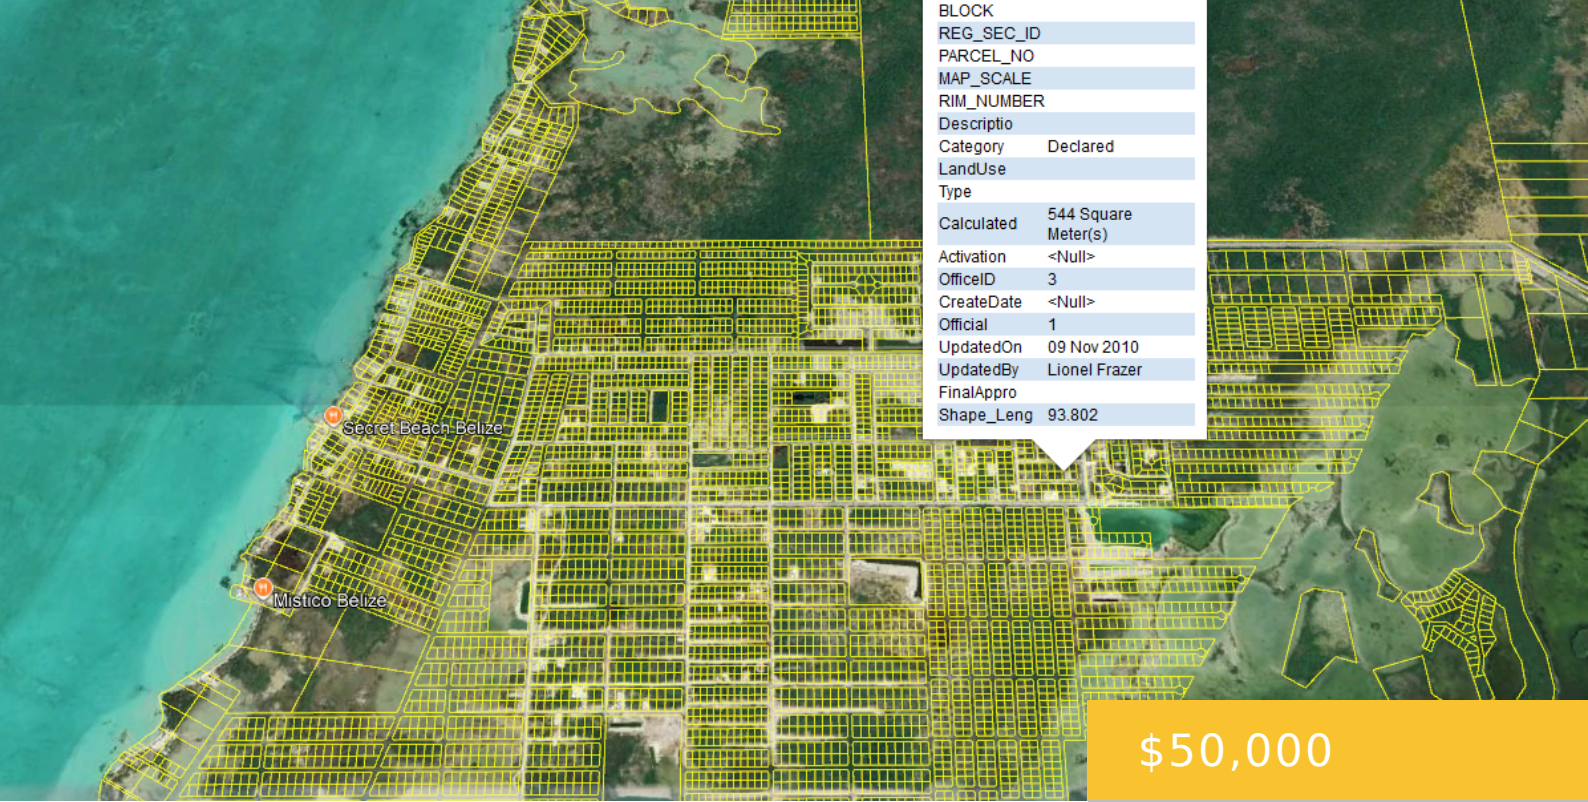 BLOCK
REG_SEC_ID
PARCEL_NO
MAP_SCALE
RIM_NUMBER
Descriptio
Category Declared
LandUse
Type
Calculated 544 Square
Meter(s)
Activation <Null>
OfficeID 3
CreateDate <Null>
Official 1
UpdatedOn 09 Nov 2010
UpdatedBy Lionel Frazer
FinalAppro
Shape_Leng 93.802
Secret Beach Belize
Mistico Belize
$50,000